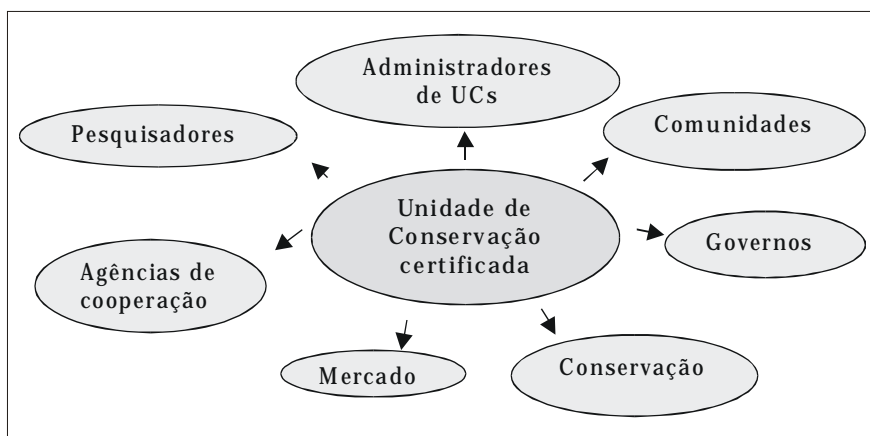 Administradores
de UCs
Pesquisadores
Comunidades
Unidade de
Conservação
certificada
Governos
Agências de
cooperação
Mercado
Conservação